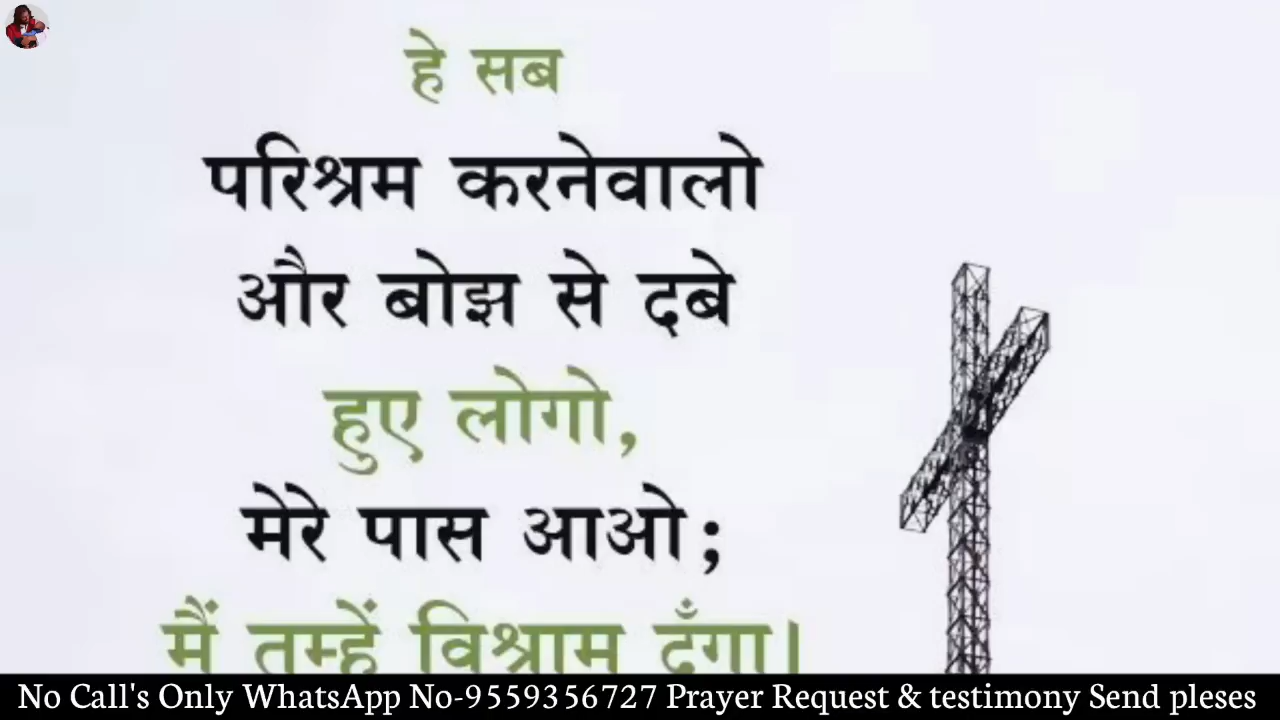 हे सब
परिश्रम करनेवालो
और बोझ से दबे
हुए लोगो,
मेरे पास आओ;
मैं तुम्हें विश्राम दूँगा।
No Call's Only WhatsApp No-9559356727 Prayer Request & testimony Send pleses